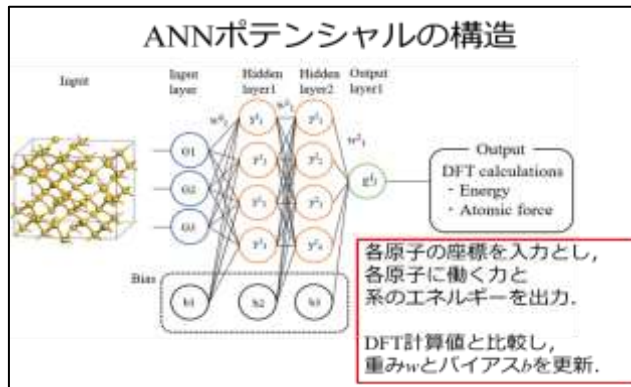 ANNポテンシャルの構造
Input
Input layer
Hidden layer1
Hidden layer2
Output layer1
G1
G2
G3
Bias
b1
b2
b3
Output
DFT calculations
・Energy
・Atomic force
各原子の座標を入力とし,
各原子に働く力と
系のエネルギーを出力.
DFT計算値と比較し,
重みwとバイアスbを更新.